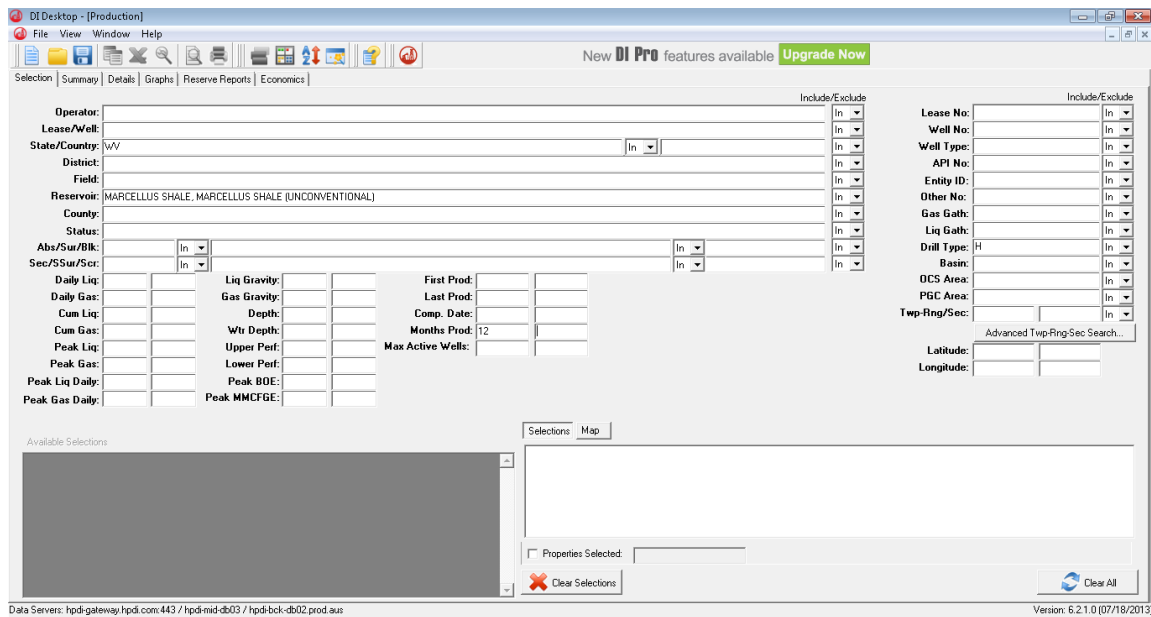 DI Desktop - [Production]
File View Window Help
New DI Pro features available Upgrade Now
Selection Summary Details Graphs Reserve Reports Economics
Include/Exclude Include/Exclude
Operator: In Lease No: In
Lease/Well: In Well No: In
State/Country: WV In In Well Type: In
District: In API No: In
Field: In Entity ID: In
Reservoir: MARCELLUS SHALE, MARCELLUS SHALE (UNCONVENTIONAL) In Other No: In
County: In Gas Gath: In
Status: In Liq Gath: In
Abs/Sur/Blk: In In In Drill Type: H In
Sec/SSur/Scr: In In In Basin: In
Daily Liq: Liq Gravity: First Prod: OCS Area: In
Daily Gas: Gas Gravity: Last Prod: PGC Area: In
Cum Liq: Depth: Comp. Date: Twp-Rng/Sec: In
Cum Gas: Wtr Depth: Months Prod: 12 Advanced Twp-Rng-Sec Search...
Peak Liq: Upper Perf: Max Active Wells: Latitude:
Peak Gas: Lower Perf: Longitude:
Peak Liq Daily: Peak BOE:
Peak Gas Daily: Peak MMCFGE:
Selections Map
Available Selections
Properties Selected:
Clear Selections Clear All
Data Servers: hpdi-gateway.hpdi.com:443 / hpdi-mid-db03 / hpdi-bck-db02.prod.aus Version: 6.2.1.0 (07/18/2013)